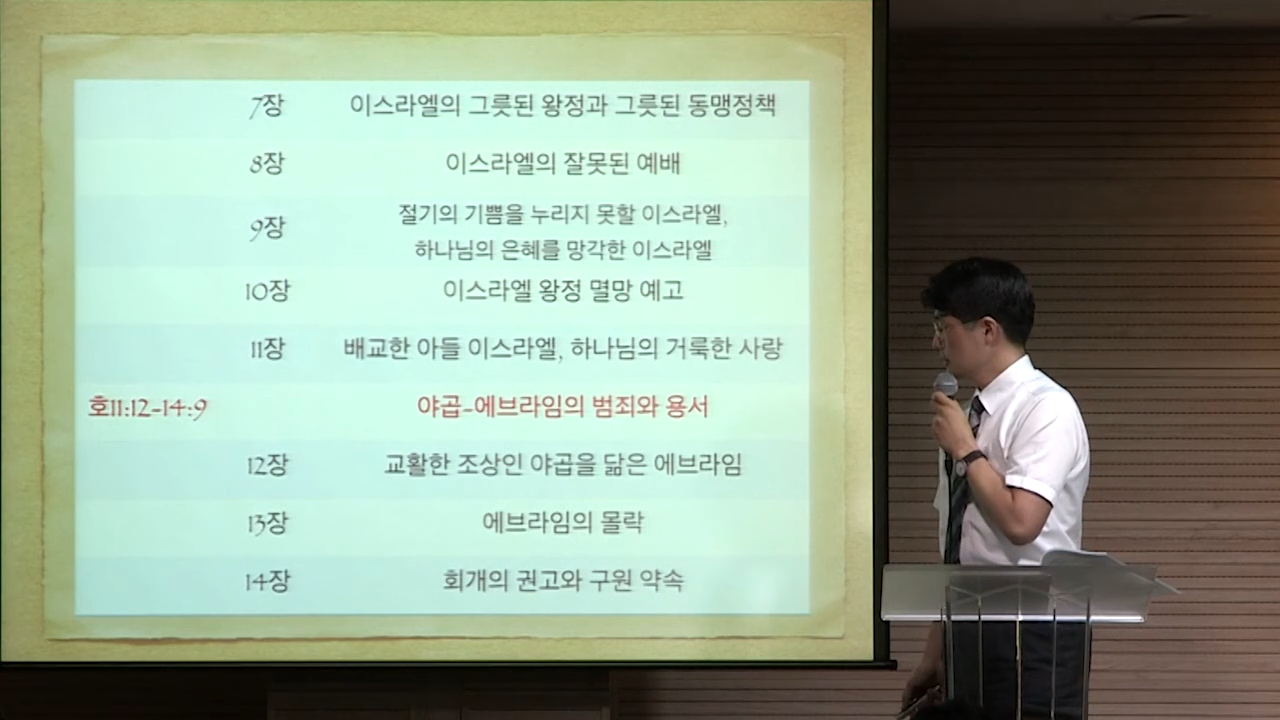 7장 이스라엘의 그릇된 왕정과 그릇된 동맹정책
8장 이스라엘의 잘못된 예배
9장 절기의 기쁨을 누리지 못할 이스라엘,
하나님의 은혜를 망각한 이스라엘
10장 이스라엘 왕정 멸망 예고
11장 배교한 아들 이스라엘, 하나님의 거룩한 사랑
호11:12-14:9 야곱-에브라임의 범죄와 용서
12장 교활한 조상인 야곱을 닮은 에브라임
13장 에브라임의 몰락
14장 회개의 권고와 구원 약속